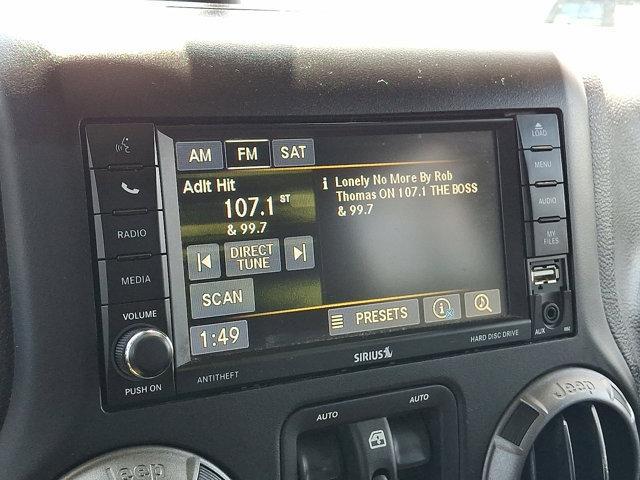 AM FM SAT
Adlt Hit
107.1 ST
& 99.7
DIRECT
TUNE
SCAN
1:49
i Lonely No More By Rob
Thomas ON 107.1 THE BOSS
& 99.7
PRESETS
i
RADIO
MEDIA
VOLUME
PUSH ON
ANTITHEFT
SIRIUS
HARD DISC DRIVE
LOAD
MENU
AUDIO
MY
FILES
AUX
AUTO
AUTO
Jeep
Jeep